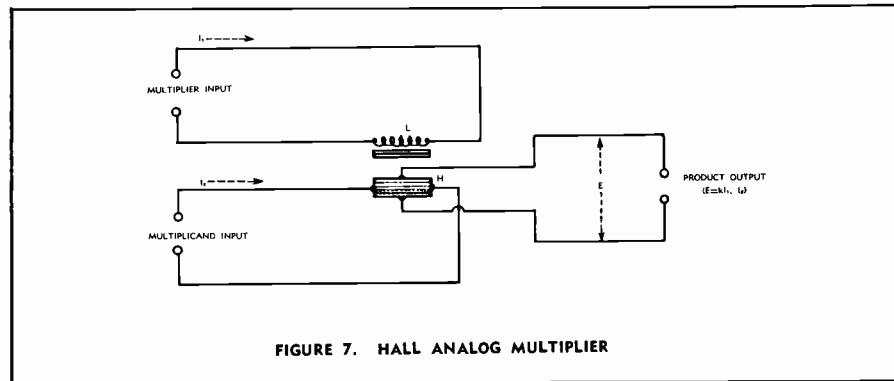 I₁
MULTIPLIER INPUT
L
H
I₂
E
PRODUCT OUTPUT
(E=kI₁, I₂)
MULTIPLICAND INPUT
FIGURE 7. HALL ANALOG MULTIPLIER